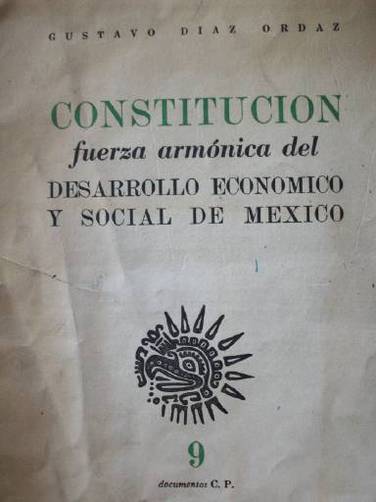 GUSTAVO DIAZ ORDAZ
CONSTITUCION
fuerza armónica del
DESARROLLO ECONOMICO
Y SOCIAL DE MEXICO
9
documentos C. P.